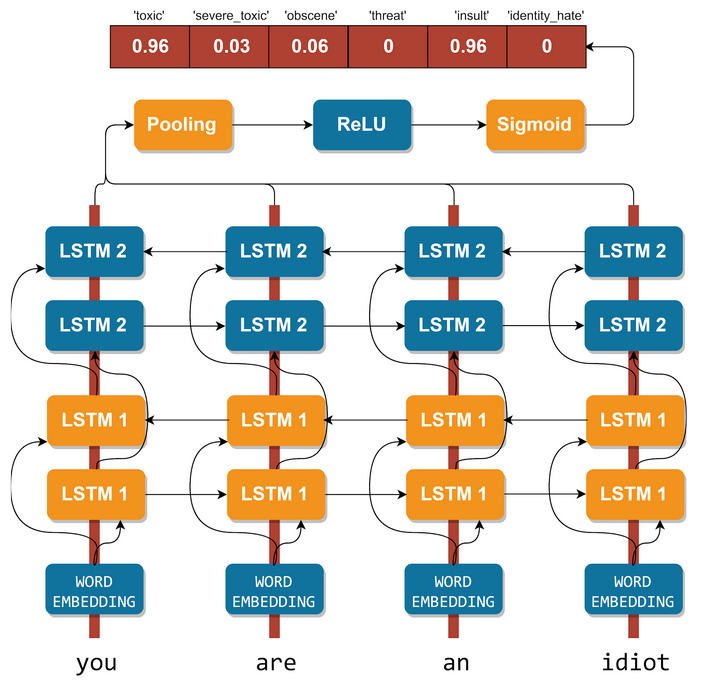 'toxic' 'severe_toxic' 'obscene' 'threat' 'insult' 'identity_hate'
0.96 0.03 0.06 0 0.96 0
Pooling ReLU Sigmoid
LSTM 2 LSTM 2 LSTM 2 LSTM 2
LSTM 2 LSTM 2 LSTM 2 LSTM 2
LSTM 1 LSTM 1 LSTM 1 LSTM 1
LSTM 1 LSTM 1 LSTM 1 LSTM 1
WORD WORD WORD WORD
EMBEDDING EMBEDDING EMBEDDING EMBEDDING
you are an idiot